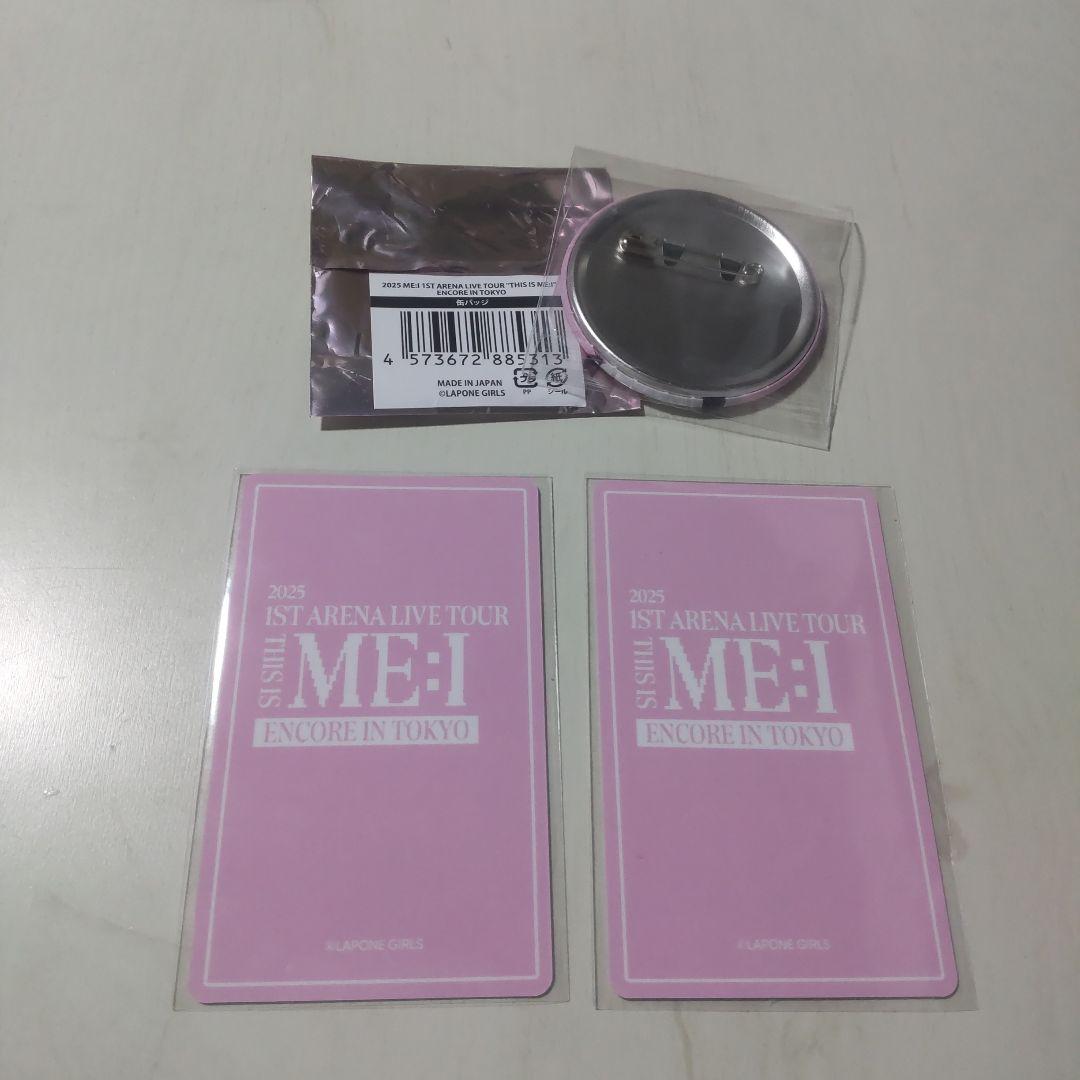 2025 ME:I 1ST ARENA LIVE TOUR "THIS IS ME:I"
ENCORE IN TOKYO
缶バッジ
4 573672 885313
MADE IN JAPAN
©LAPONE GIRLS
プラ
PP
紙
シール
2025
1ST ARENA LIVE TOUR
THIS IS
ME:I
ENCORE IN TOKYO
©LAPONE GIRLS
2025
1ST ARENA LIVE TOUR
THIS IS
ME:I
ENCORE IN TOKYO
©LAPONE GIRLS